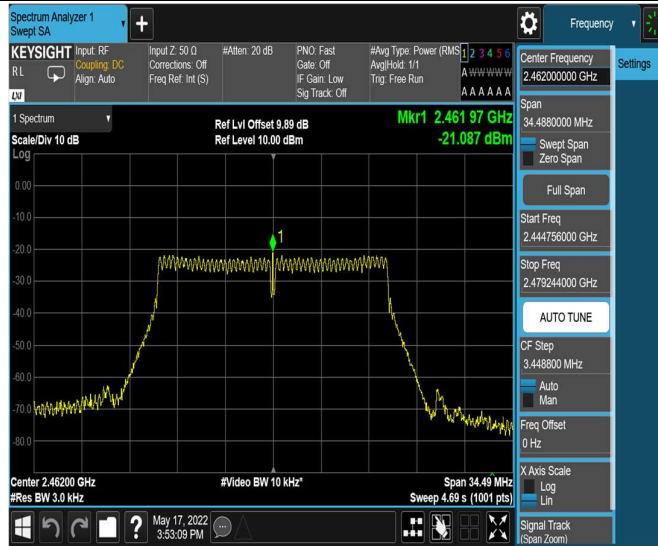 Spectrum Analyzer 1
Swept SA
+
Frequency
KEYSIGHT
R L
LXI
Input: RF
Coupling: DC
Align: Auto
Input Z: 50 Ω
Corrections: Off
Freq Ref: Int (S)
#Atten: 20 dB
PNO: Fast
Gate: Off
IF Gain: Low
Sig Track: Off
#Avg Type: Power (RMS
Avg|Hold: 1/1
Trig: Free Run
1 2 3 4 5 6
A W W W W W
A A A A A A
Center Frequency
2.462000000 GHz
Settings
Span
34.4880000 MHz
Swept Span
Zero Span
Full Span
Start Freq
2.444756000 GHz
Stop Freq
2.479244000 GHz
AUTO TUNE
CF Step
3.448800 MHz
Auto
Man
Freq Offset
0 Hz
X Axis Scale
Log
Lin
Signal Track
(Span Zoom)
1 Spectrum
Scale/Div 10 dB
Log
Ref Lvl Offset 9.89 dB
Ref Level 10.00 dBm
Mkr1 2.461 97 GHz
-21.087 dBm
1
0.00
-10.0
-20.0
-30.0
-40.0
-50.0
-60.0
-70.0
-80.0
Center 2.46200 GHz
#Res BW 3.0 kHz
#Video BW 10 kHz*
Span 34.49 MHz
Sweep 4.69 s (1001 pts)
?
May 17, 2022
3:53:09 PM